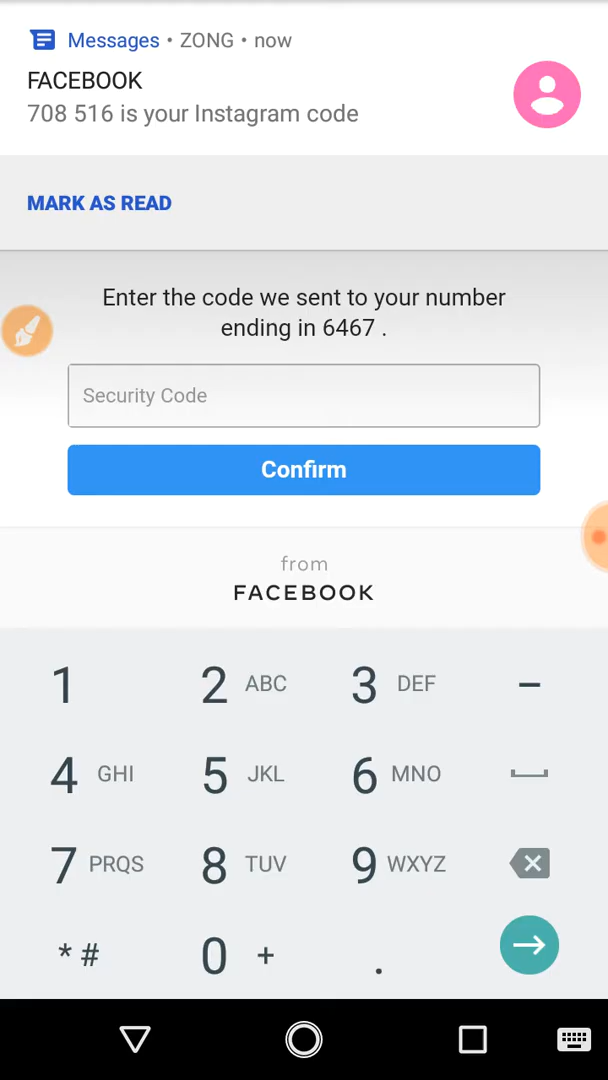 Messages • ZONG • now
FACEBOOK
708 516 is your Instagram code
MARK AS READ
Enter the code we sent to your number
ending in 6467 .
Security Code
Confirm
from
FACEBOOK
1 2 ABC 3 DEF –
4 GHI 5 JKL 6 MNO
7 PRQS 8 TUV 9 WXYZ
* # 0 + .